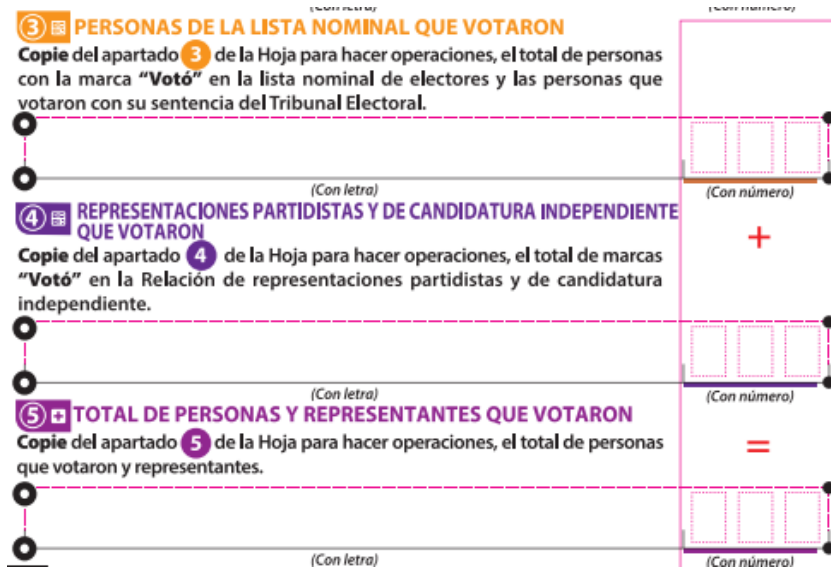 (Con letra) (Con número)
3 PERSONAS DE LA LISTA NOMINAL QUE VOTARON
Copie del apartado 3 de la Hoja para hacer operaciones, el total de personas
con la marca “Votó” en la lista nominal de electores y las personas que
votaron con su sentencia del Tribunal Electoral.
(Con letra) (Con número)
4 REPRESENTACIONES PARTIDISTAS Y DE CANDIDATURA INDEPENDIENTE
QUE VOTARON
+
Copie del apartado 4 de la Hoja para hacer operaciones, el total de marcas
“Votó” en la Relación de representaciones partidistas y de candidatura
independiente.
(Con letra) (Con número)
5 TOTAL DE PERSONAS Y REPRESENTANTES QUE VOTARON
Copie del apartado 5 de la Hoja para hacer operaciones, el total de personas
=
que votaron y representantes.
(Con letra) (Con número)